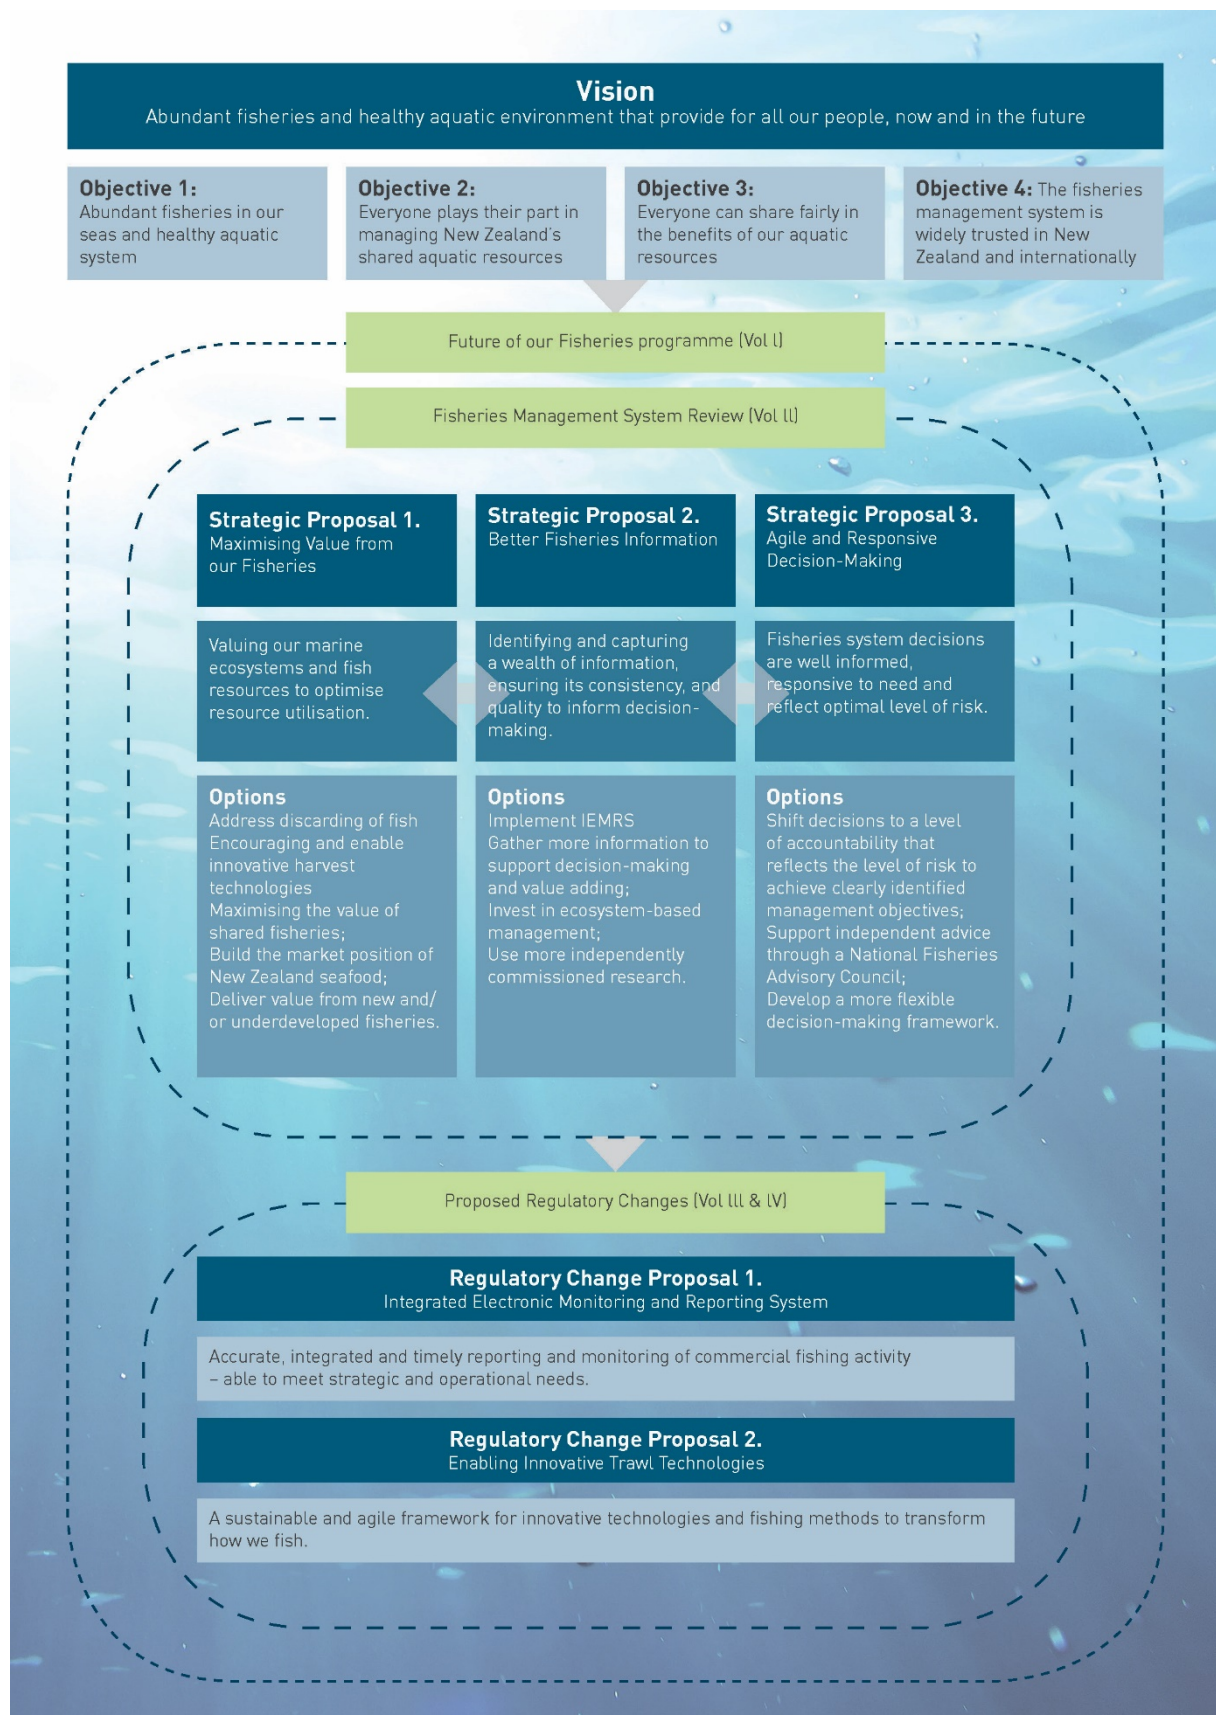 Vision
Abundant fisheries and healthy aquatic environment that provide for all our people, now and in the future
Objective 1:
Abundant fisheries in our
seas and healthy aquatic
system
Objective 2:
Everyone plays their part in
managing New Zealand's
shared aquatic resources
Objective 3:
Everyone can share fairly in
the benefits of our aquatic
resources
Objective 4: The fisheries
management system is
widely trusted in New
Zealand and internationally
Future of our Fisheries programme (Vol l)
Fisheries Management System Review (Vol ll)
Strategic Proposal 1.
Maximising Value from
our Fisheries
Valuing our marine
ecosystems and fish
resources to optimise
resource utilisation.
Options
Address discarding of fish
Encouraging and enable
innovative harvest
technologies
Maximising the value of
shared fisheries;
Build the market position of
New Zealand seafood;
Deliver value from new and/
or underdeveloped fisheries.
Strategic Proposal 2.
Better Fisheries Information
Identifying and capturing
a wealth of information,
ensuring its consistency, and
quality to inform decision-
making.
Options
Implement IEMRS
Gather more information to
support decision-making
and value adding;
Invest in ecosystem-based
management;
Use more independently
commissioned research.
Strategic Proposal 3.
Agile and Responsive
Decision-Making
Fisheries system decisions
are well informed,
responsive to need and
reflect optimal level of risk.
Options
Shift decisions to a level
of accountability that
reflects the level of risk to
achieve clearly identified
management objectives;
Support independent advice
through a National Fisheries
Advisory Council;
Develop a more flexible
decision-making framework.
Proposed Regulatory Changes (Vol lll & lV)
Regulatory Change Proposal 1.
Integrated Electronic Monitoring and Reporting System
Accurate, integrated and timely reporting and monitoring of commercial fishing activity
– able to meet strategic and operational needs.
Regulatory Change Proposal 2.
Enabling Innovative Trawl Technologies
A sustainable and agile framework for innovative technologies and fishing methods to transform
how we fish.